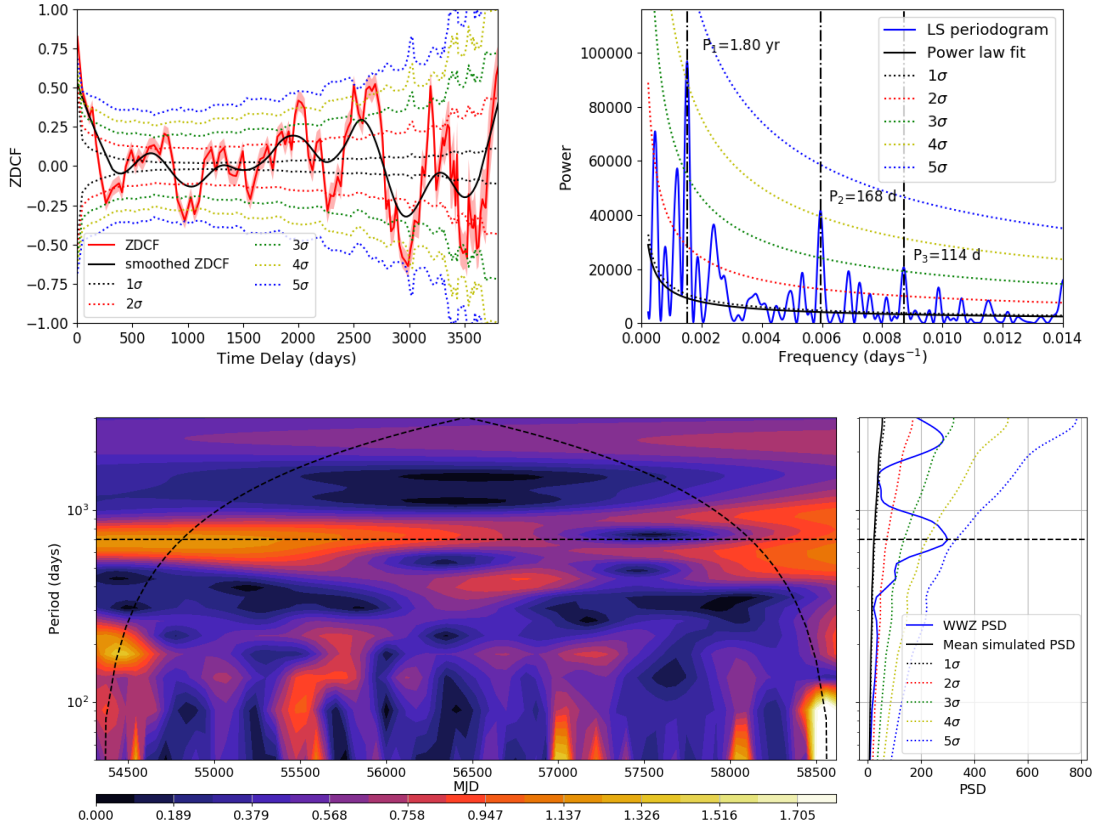 1.00
0.75
0.50
0.25
0.00
−0.25
−0.50
−0.75
−1.00
ZDCF
0 500 1000 1500 2000 2500 3000 3500
Time Delay (days)
ZDCF
smoothed ZDCF
1σ
2σ
3σ
4σ
5σ
100000
80000
60000
40000
20000
0
Power
0.002 0.004 0.006 0.008 0.010 0.012 0.014
Frequency (days⁻¹)
P₁=1.80 yr
P₂=168 d
P₃=114 d
LS periodogram
Power law fit
1σ
2σ
3σ
4σ
5σ
10³
10²
Period (days)
54500 55000 55500 56000 56500 57000 57500 58000 58500
MJD
0.000 0.189 0.379 0.568 0.758 0.947 1.137 1.326 1.516 1.705
WWZ PSD
Mean simulated PSD
1σ
2σ
3σ
4σ
5σ
0 200 400 600 800
PSD